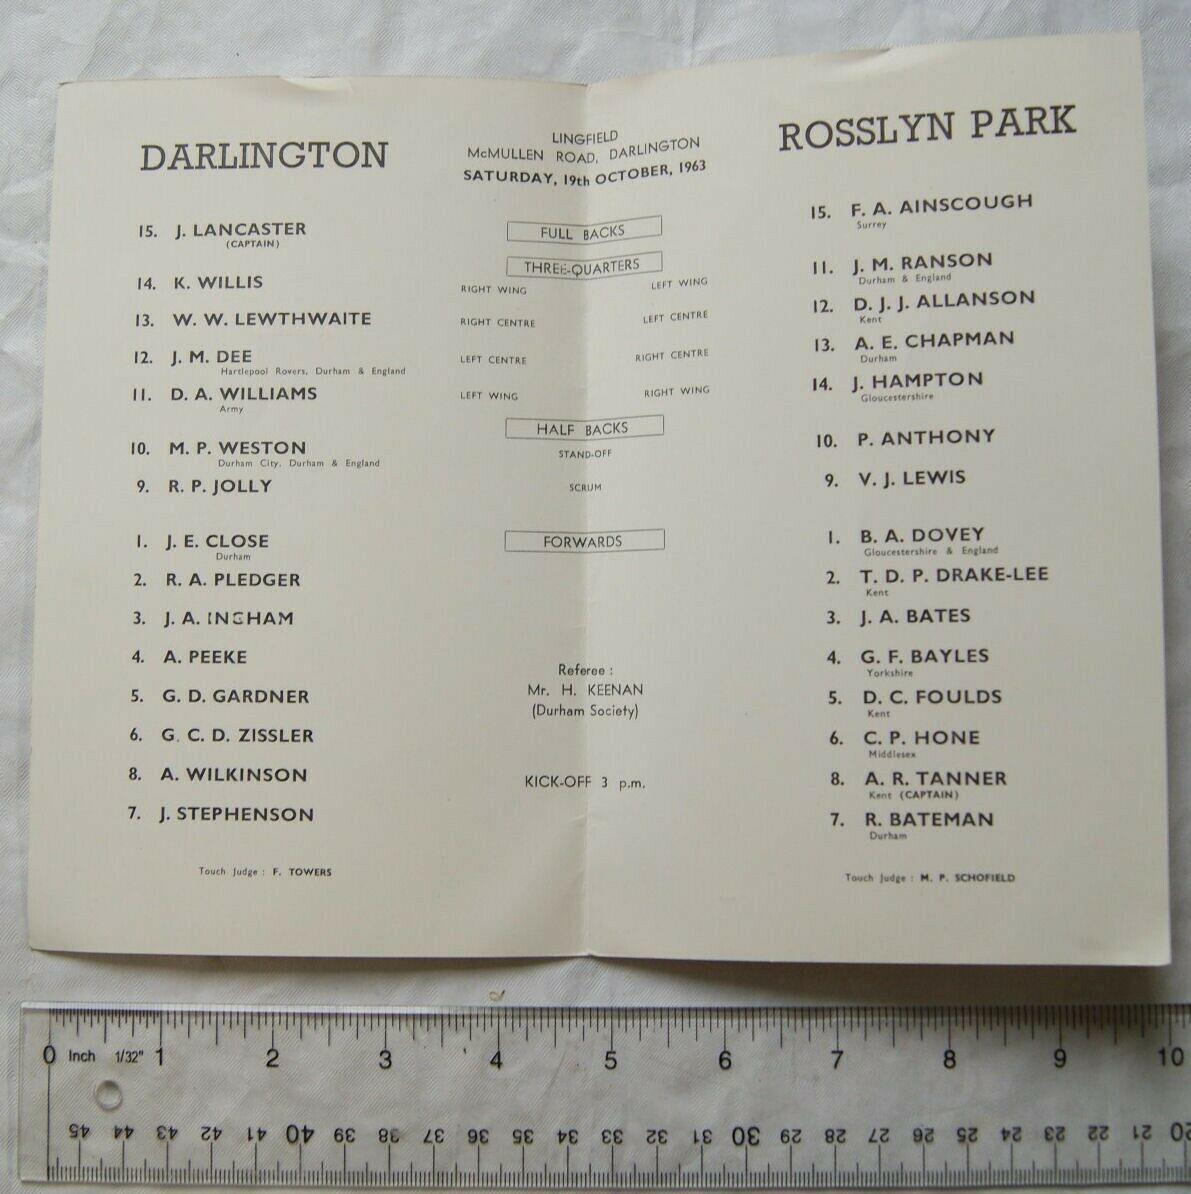 DARLINGTON
15. J. LANCASTER
(CAPTAIN)
14. K. WILLIS
13. W. W. LEWTHWAITE
12. J. M. DEE
Hartlepool Rovers, Durham & England
11. D. A. WILLIAMS
Army
10. M. P. WESTON
Durham City, Durham & England
9. R. P. JOLLY
1. J. E. CLOSE
Durham
2. R. A. PLEDGER
3. J. A. INGHAM
4. A. PEEKE
5. G. D. GARDNER
6. G. C. D. ZISSLER
8. A. WILKINSON
7. J. STEPHENSON
Touch Judge : F. TOWERS
LINGFIELD
McMULLEN ROAD, DARLINGTON
SATURDAY, 19th OCTOBER, 1963
FULL BACKS
THREE-QUARTERS
RIGHT WING LEFT WING
RIGHT CENTRE LEFT CENTRE
LEFT CENTRE RIGHT CENTRE
LEFT WING RIGHT WING
HALF BACKS
STAND-OFF
SCRUM
FORWARDS
Referee :
Mr. H. KEENAN
(Durham Society)
KICK-OFF 3 p.m.
ROSSLYN PARK
15. F. A. AINSCOUGH
Surrey
11. J. M. RANSON
Durham & England
12. D. J. J. ALLANSON
Kent
13. A. E. CHAPMAN
Durham
14. J. HAMPTON
Gloucestershire
10. P. ANTHONY
9. V. J. LEWIS
1. B. A. DOVEY
Gloucestershire & England
2. T. D. P. DRAKE-LEE
Kent
3. J. A. BATES
4. G. F. BAYLES
Yorkshire
5. D. C. FOULDS
Kent
6. C. P. HONE
Middlesex
8. A. R. TANNER
Kent (CAPTAIN)
7. R. BATEMAN
Durham
Touch Judge : M. P. SCHOFIELD
0 Inch 1/32" 1 2 3 4 5 6 7 8 9 10
45 44 43 42 41 40 39 38 37 36 35 34 33 32 31 30 29 28 27 26 25 24 23 22 21 20